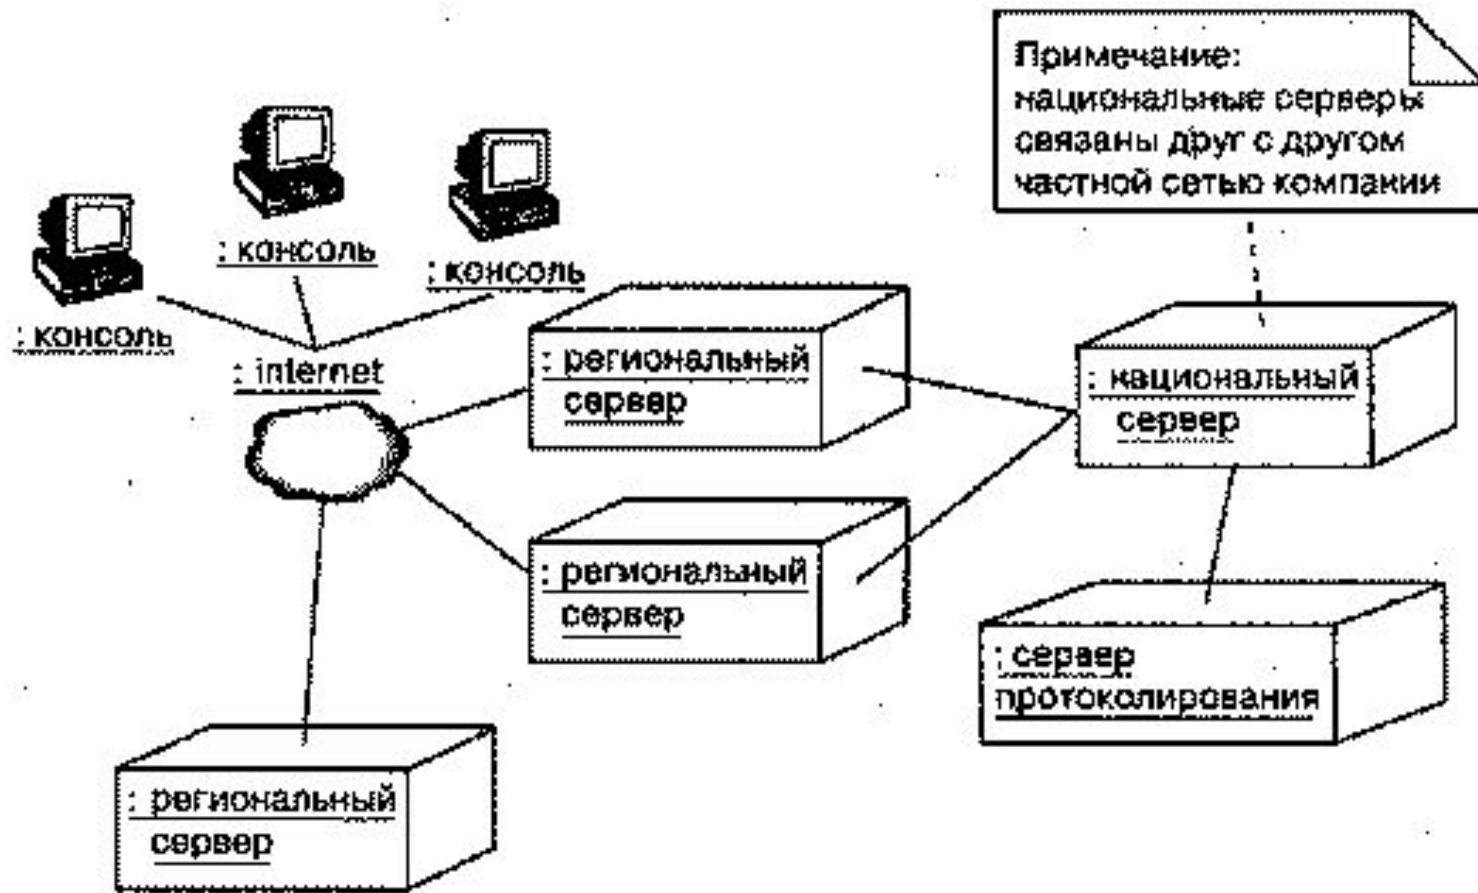 Примечание:
национальные серверы
связаны друг с другом
частной сетью компании
: консоль
: консоль
: консоль
: internet
: региональный
сервер
: национальный
сервер
: региональный
сервер
: сервер
протоколирования
: региональный
сервер